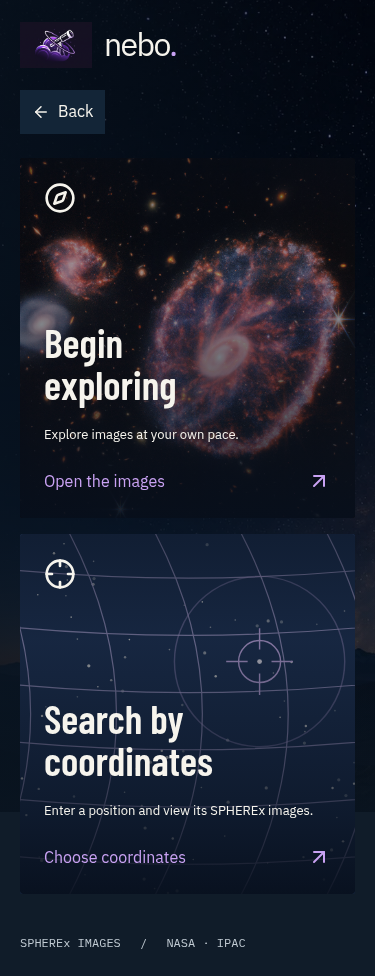 nebo.
Back
Begin
exploring
Explore images at your own pace.
Open the images
Search by
coordinates
Enter a position and view its SPHEREx images.
Choose coordinates
SPHEREx IMAGES / NASA · IPAC